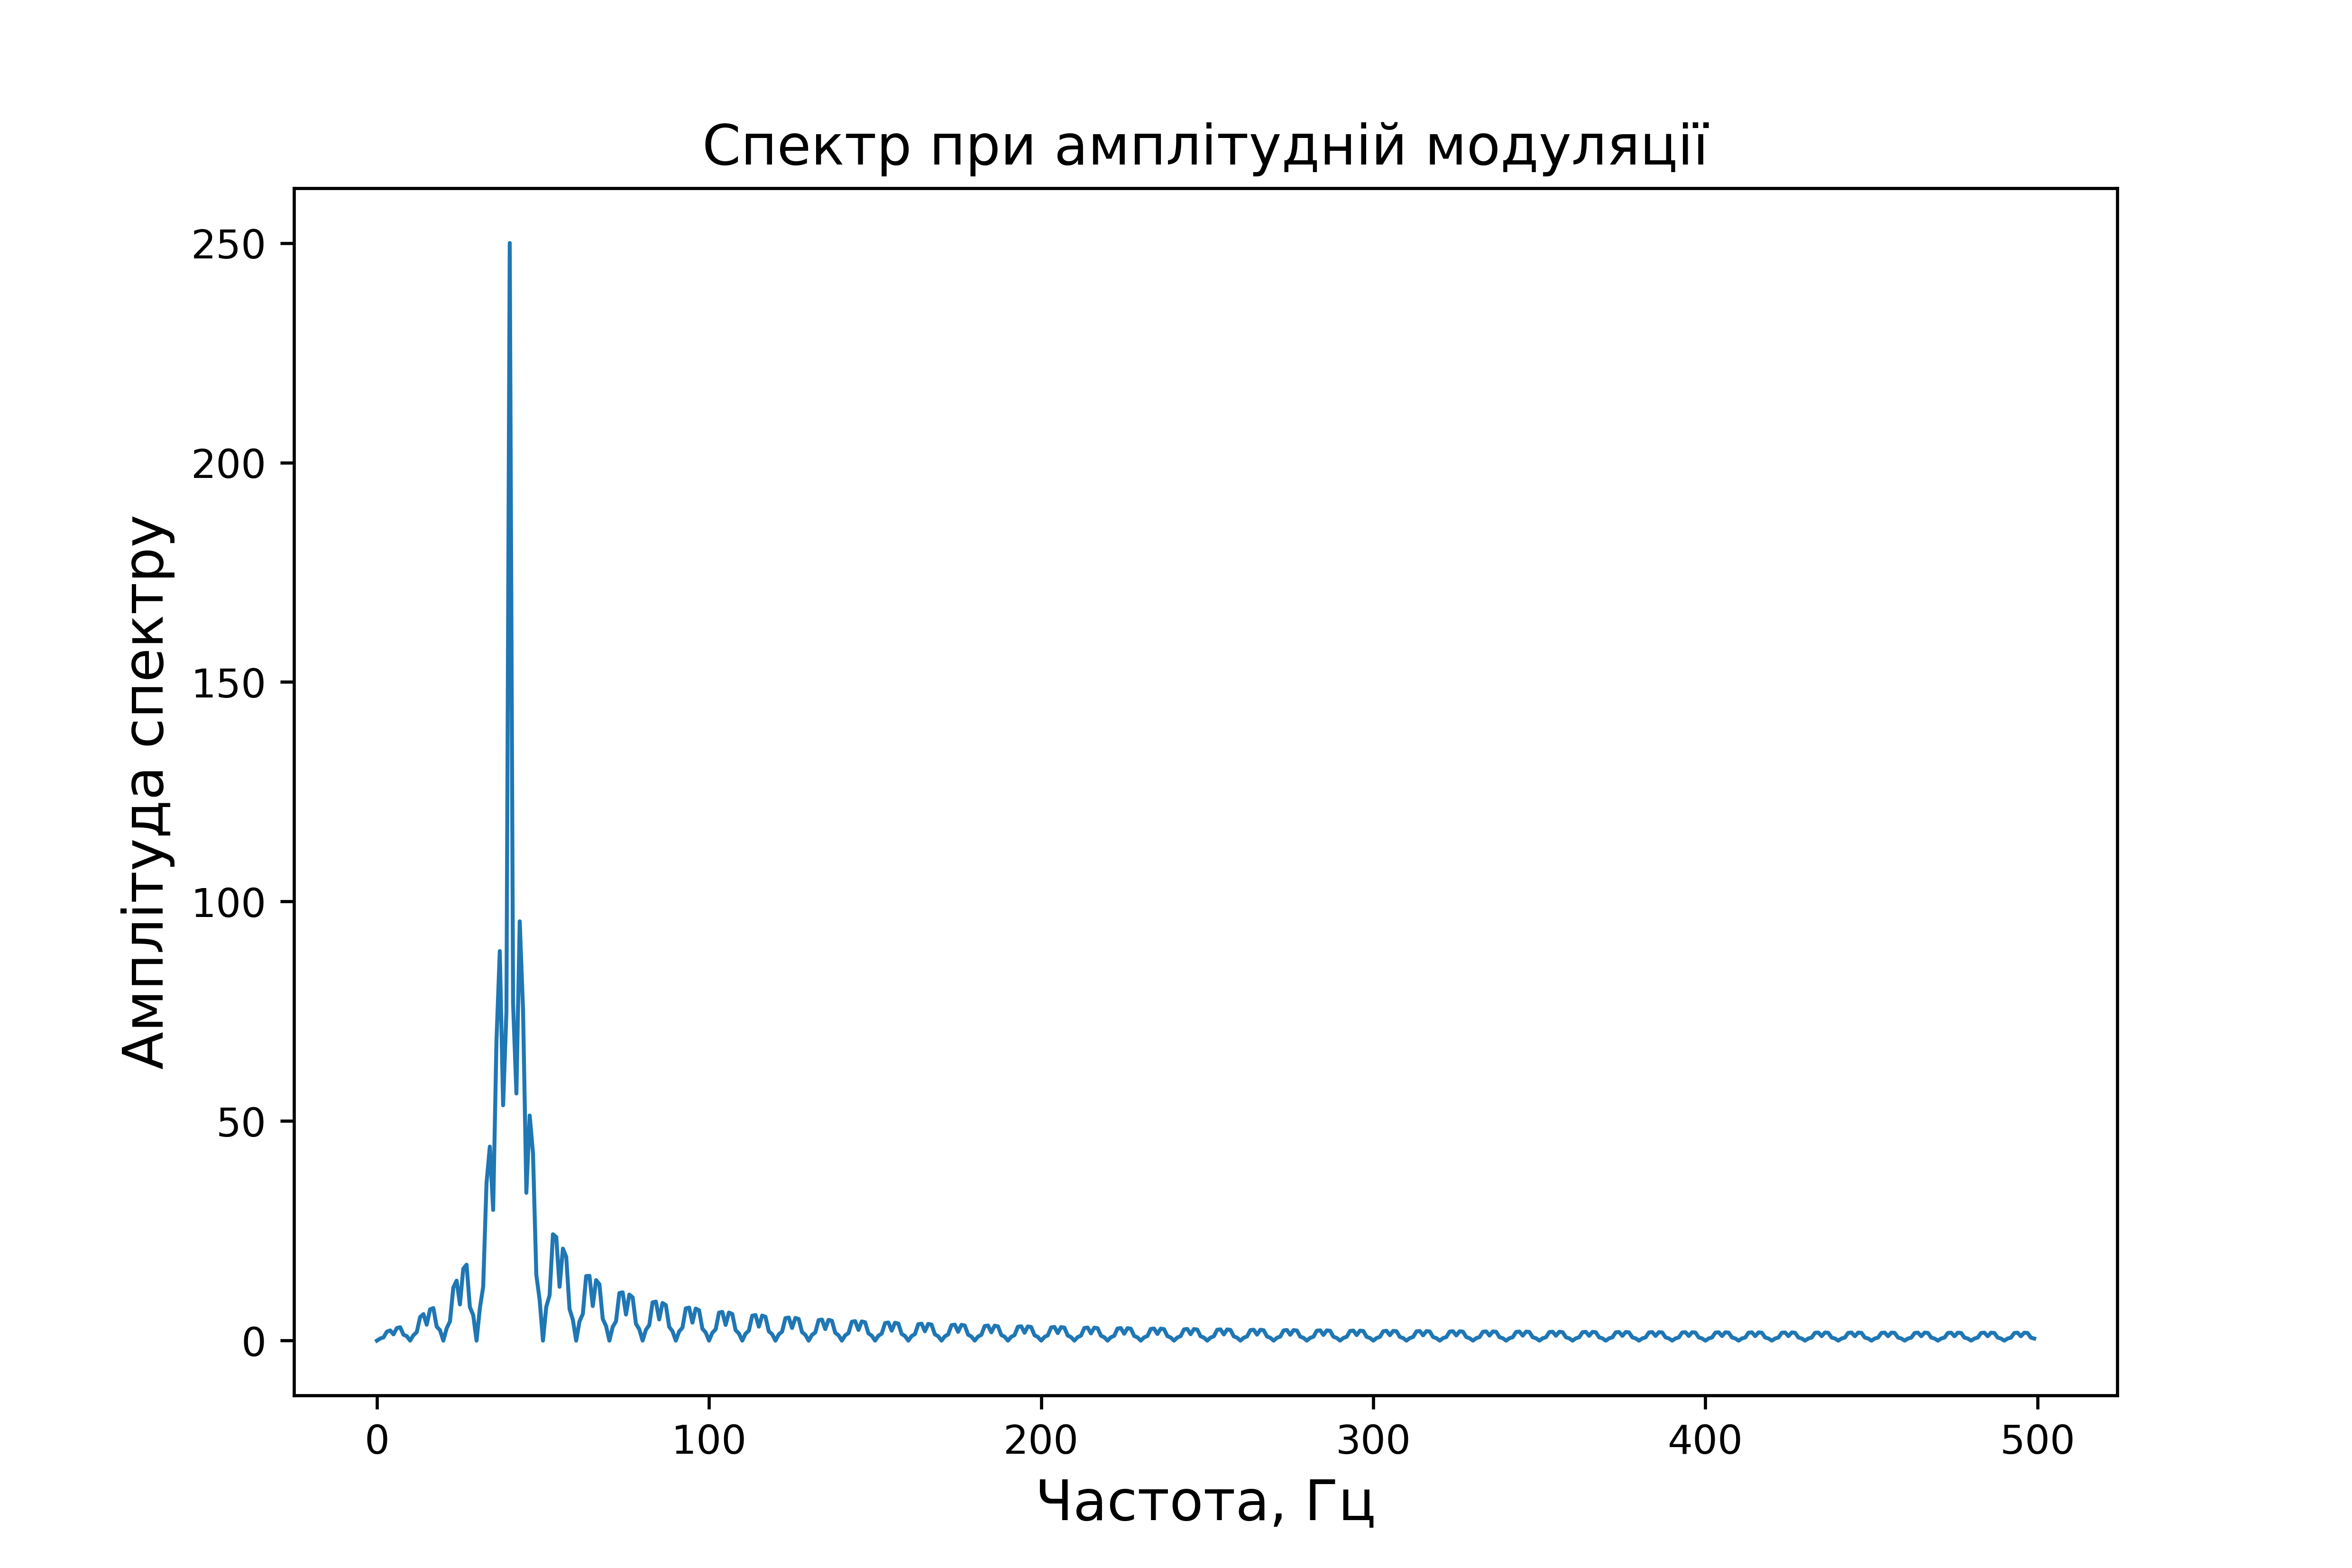 Спектр при амплітудній модуляції
Амплітуда спектру
250
200
150
100
50
0
0 100 200 300 400 500
Частота, Гц